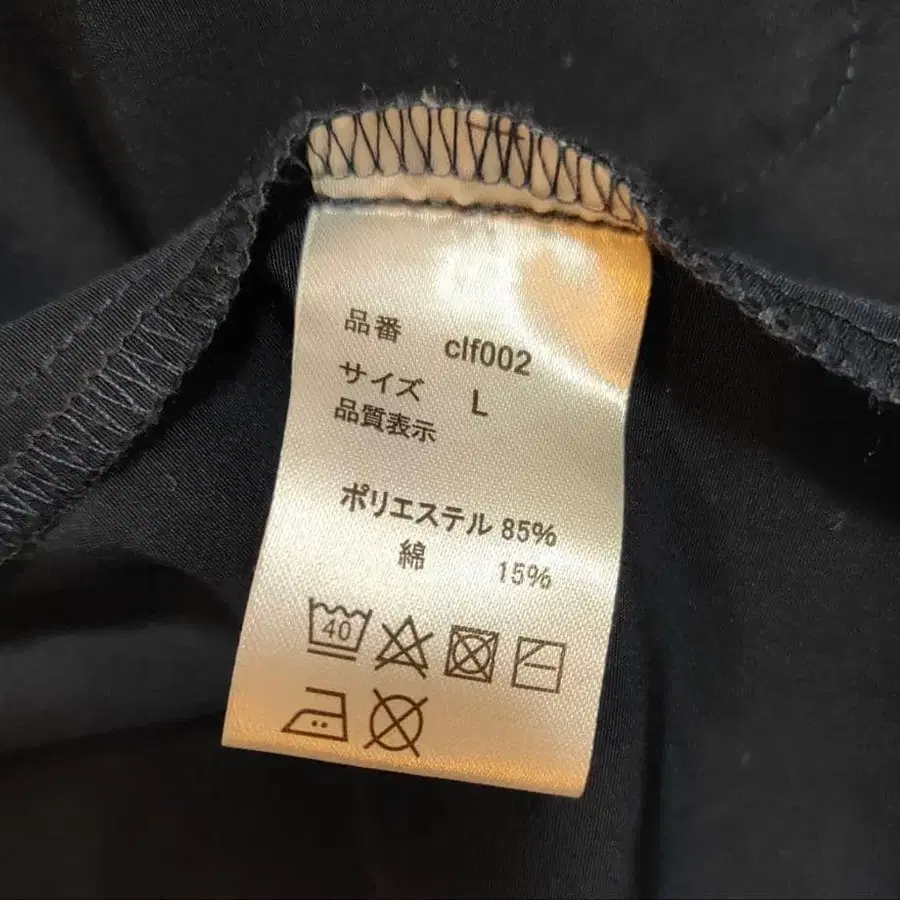 品番 clf002
サイズ L
品質表示
ポリエステル 85%
綿 15%
40